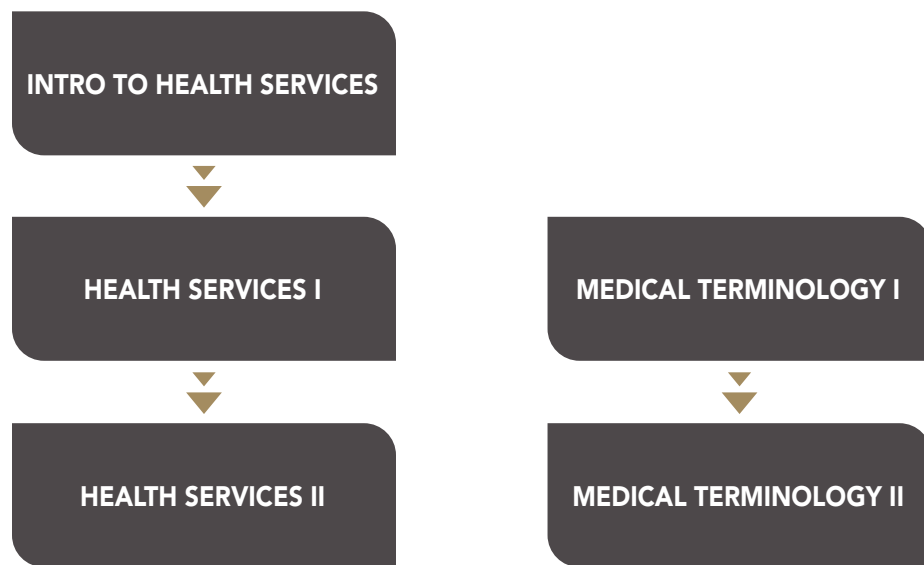 INTRO TO HEALTH SERVICES
HEALTH SERVICES I
MEDICAL TERMINOLOGY I
HEALTH SERVICES II
MEDICAL TERMINOLOGY II